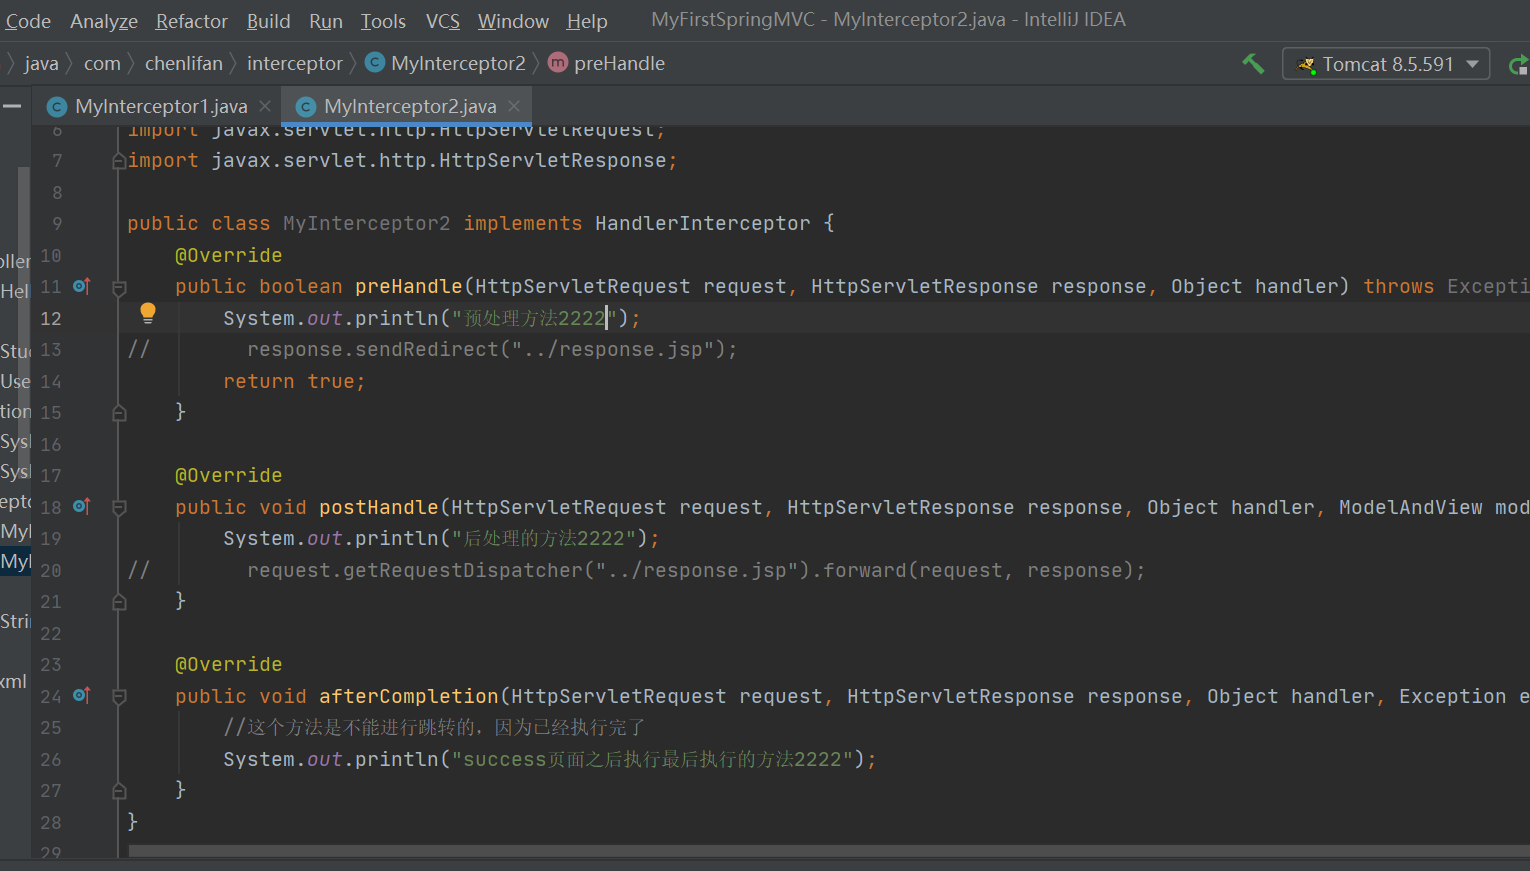 Code Analyze Refactor Build Run Tools VCS Window Help MyFirstSpringMVC - MyInterceptor2.java - IntelliJ IDEA
java com chenlifan interceptor MyInterceptor2 preHandle Tomcat 8.5.591
MyInterceptor1.java MyInterceptor2.java
6 import javax.servlet.http.HttpServletRequest;
7 import javax.servlet.http.HttpServletResponse;
8
9 public class MyInterceptor2 implements HandlerInterceptor {
10 @Override
11 public boolean preHandle(HttpServletRequest request, HttpServletResponse response, Object handler) throws Excepti
12 System.out.println("预处理方法2222");
13 // response.sendRedirect("../response.jsp");
14 return true;
15 }
16
17 @Override
18 public void postHandle(HttpServletRequest request, HttpServletResponse response, Object handler, ModelAndView mod
19 System.out.println("后处理的方法2222");
20 // request.getRequestDispatcher("../response.jsp").forward(request, response);
21 }
22
23 @Override
24 public void afterCompletion(HttpServletRequest request, HttpServletResponse response, Object handler, Exception e
25 //这个方法是不能进行跳转的，因为已经执行完了
26 System.out.println("success页面之后执行最后执行的方法2222");
27 }
28 }
29
oller
Hel
Stu
Use
tion
Sys
Sys
epto
My
My
Stri
xml